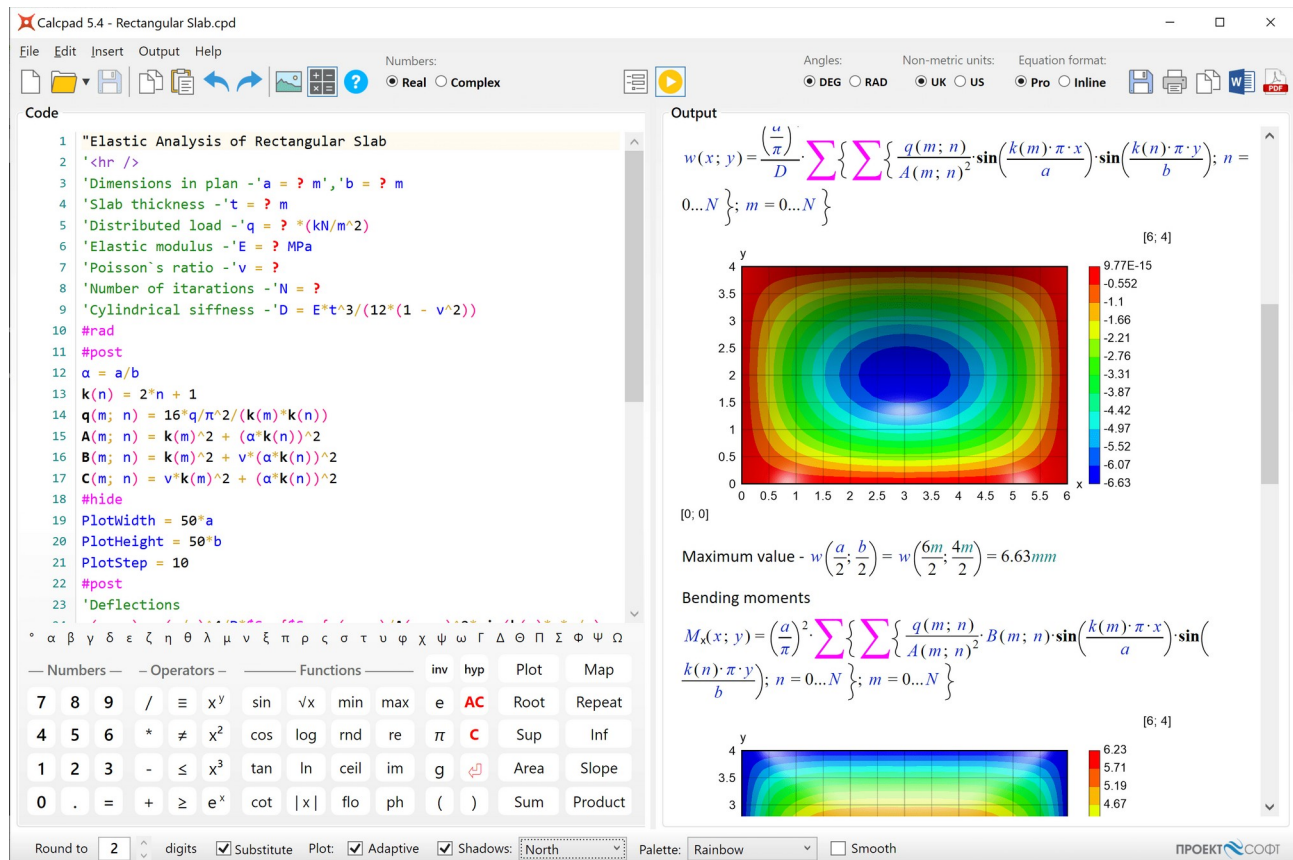 Calcpad 5.4 - Rectangular Slab.cpd
File Edit Insert Output Help
Numbers:
Real Complex
Angles:
DEG RAD
Non-metric units:
UK US
Equation format:
Pro Inline
Code
1 "Elastic Analysis of Rectangular Slab
2 '<hr />
3 'Dimensions in plan -'a = ? m','b = ? m
4 'Slab thickness -'t = ? m
5 'Distributed load -'q = ? *(kN/m^2)
6 'Elastic modulus -'E = ? MPa
7 'Poisson`s ratio -'ν = ?
8 'Number of itarations -'N = ?
9 'Cylindrical siffness -'D = E*t^3/(12*(1 - ν^2))
10 #rad
11 #post
12 α = a/b
13 k(n) = 2*n + 1
14 q(m; n) = 16*q/π^2/(k(m)*k(n))
15 A(m; n) = k(m)^2 + (α*k(n))^2
16 B(m; n) = k(m)^2 + ν*(α*k(n))^2
17 C(m; n) = ν*k(m)^2 + (α*k(n))^2
18 #hide
19 PlotWidth = 50*a
20 PlotHeight = 50*b
21 PlotStep = 10
22 #post
23 'Deflections
° α β γ δ ε ζ η θ λ μ ν ξ π ρ ς σ τ υ φ χ ψ ω Γ Δ Θ Π Σ Φ Ψ Ω
Numbers Operators Functions inv hyp Plot Map
7 8 9 / ≡ x^y sin √x min max e AC Root Repeat
4 5 6 * ≠ x² cos log rnd re π C Sup Inf
1 2 3 - ≤ x³ tan ln ceil im g Area Slope
0 . = + ≥ e^x cot |x| flo ph ( ) Sum Product
Output
w(x; y) = (a/π)/D · ∑{ ∑{ q(m; n)/A(m; n)² · sin(k(m)·π·x/a) · sin(k(n)·π·y/b); n =
0...N }; m = 0...N }
[6; 4]
y
4
3.5
3
2.5
2
1.5
1
0.5
0
0 0.5 1 1.5 2 2.5 3 3.5 4 4.5 5 5.5 6
x
[0; 0]
9.77E-15
-0.552
-1.1
-1.66
-2.21
-2.76
-3.31
-3.87
-4.42
-4.97
-5.52
-6.07
-6.63
Maximum value - w(a/2; b/2) = w(6m/2; 4m/2) = 6.63mm
Bending moments
Mx(x; y) = (a/π)² · ∑{ ∑{ q(m; n)/A(m; n)² · B(m; n) · sin(k(m)·π·x/a) · sin(
k(n)·π·y/b); n = 0...N }; m = 0...N }
[6; 4]
y
4
3.5
3
6.23
5.71
5.19
4.67
Round to 2 digits Substitute Plot: Adaptive Shadows: North Palette: Rainbow Smooth
ПРОЕКТСОФТ